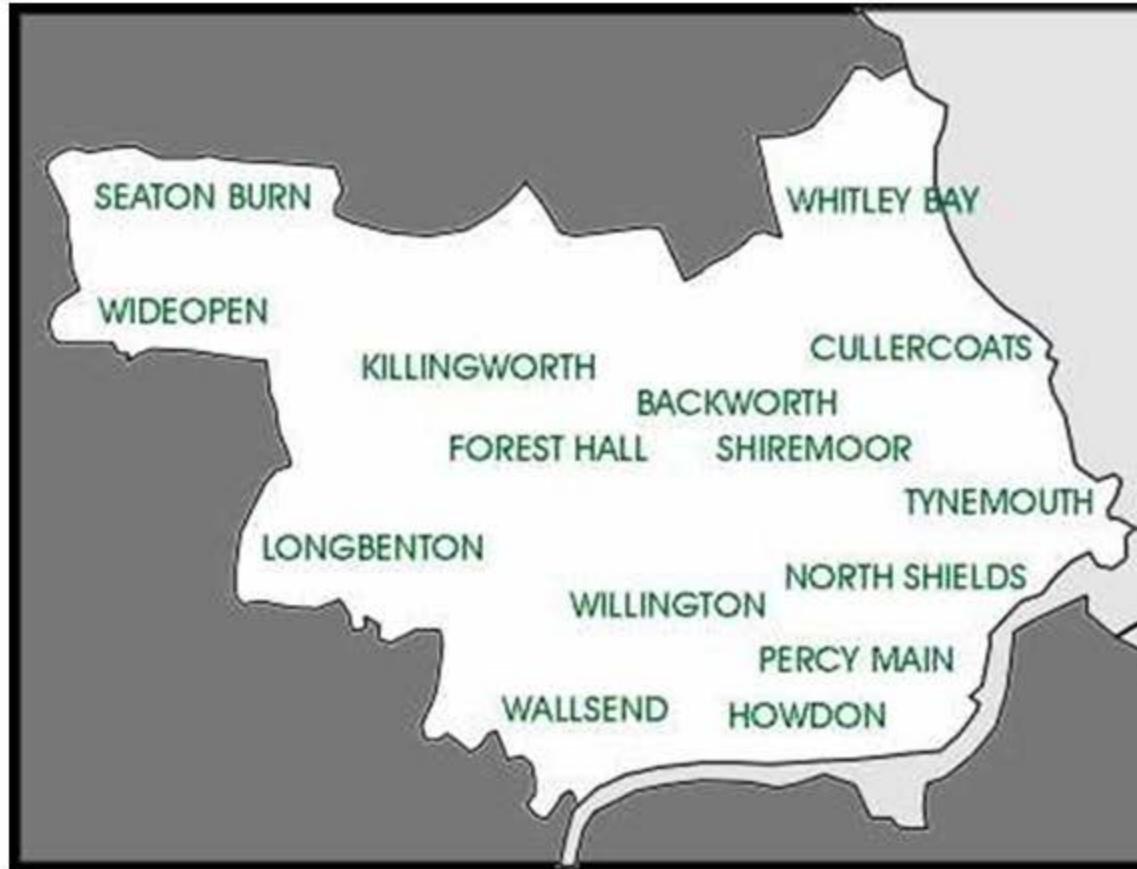 SEATON BURN
WHITLEY BAY
WIDEOPEN
CULLERCOATS
KILLINGWORTH
BACKWORTH
FOREST HALL
SHIREMOOR
TYNEMOUTH
LONGBENTON
NORTH SHIELDS
WILLINGTON
PERCY MAIN
WALLSEND
HOWDON